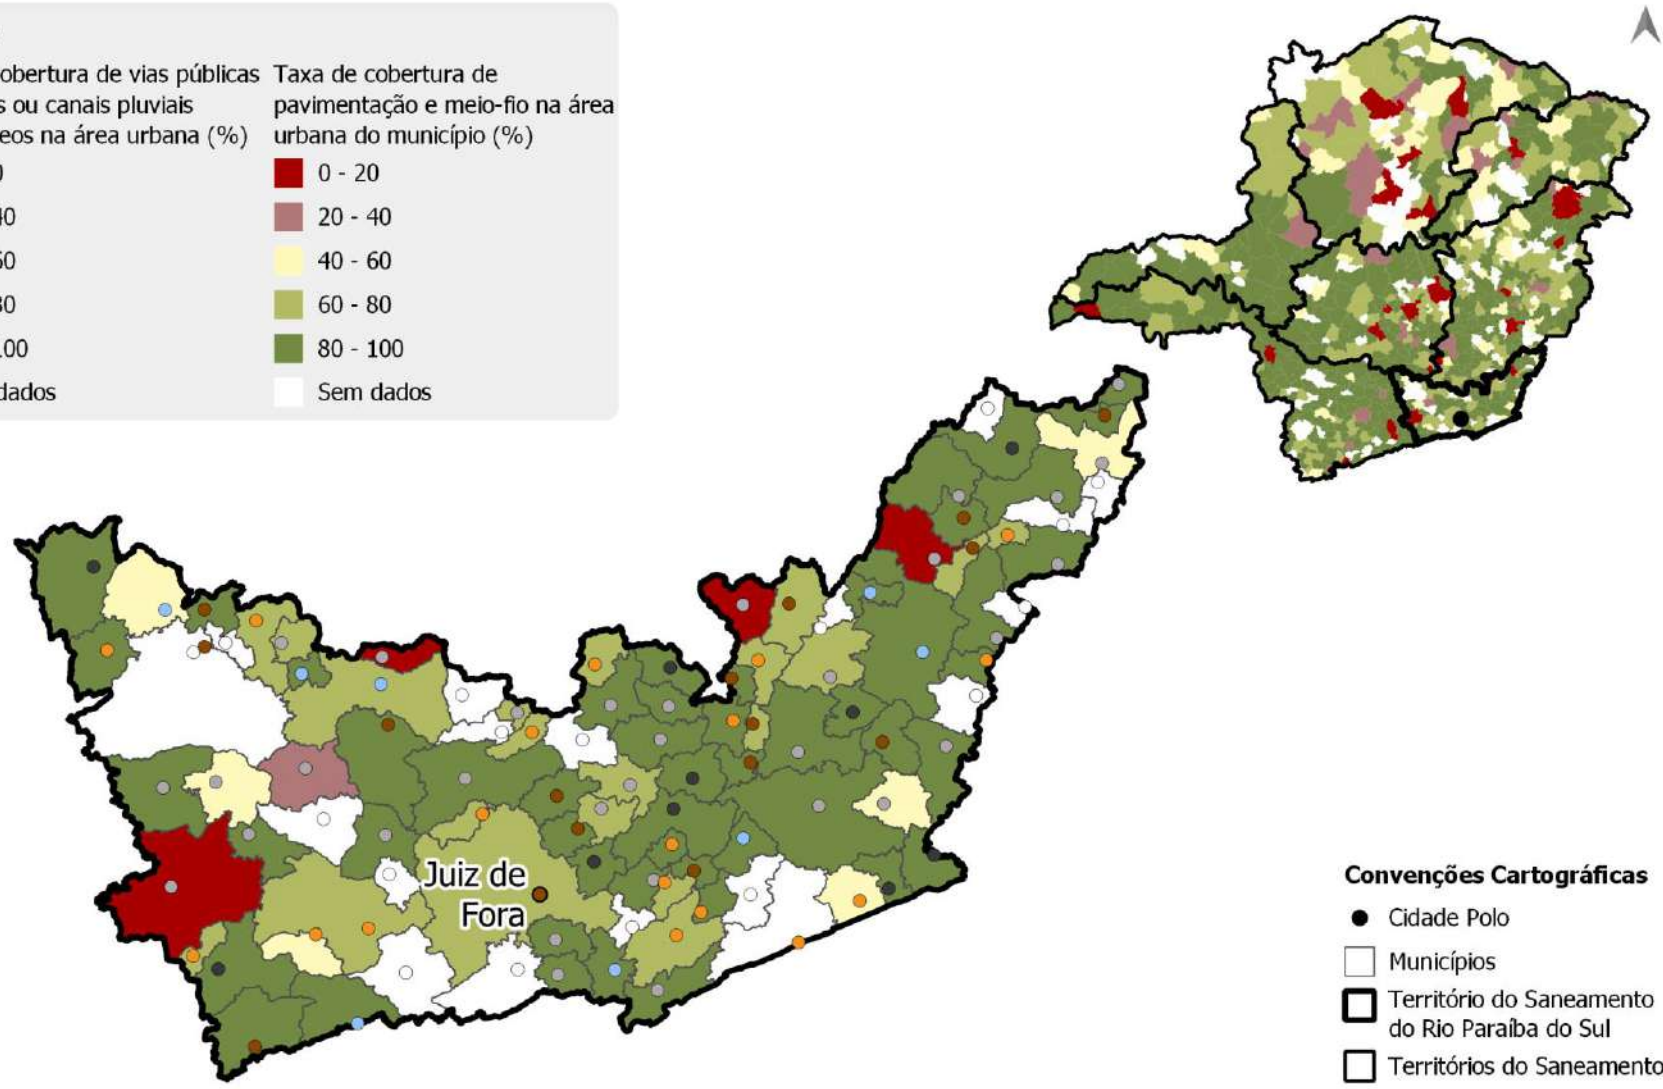 obertura de vias públicas
s ou canais pluviais
eos na área urbana (%)
0
40
60
80
100
dados
Taxa de cobertura de
pavimentação e meio-fio na área
urbana do município (%)
0 - 20
20 - 40
40 - 60
60 - 80
80 - 100
Sem dados
Juiz de
Fora
Convenções Cartográficas
Cidade Polo
Municípios
Território do Saneamento
do Rio Paraíba do Sul
Territórios do Saneamento